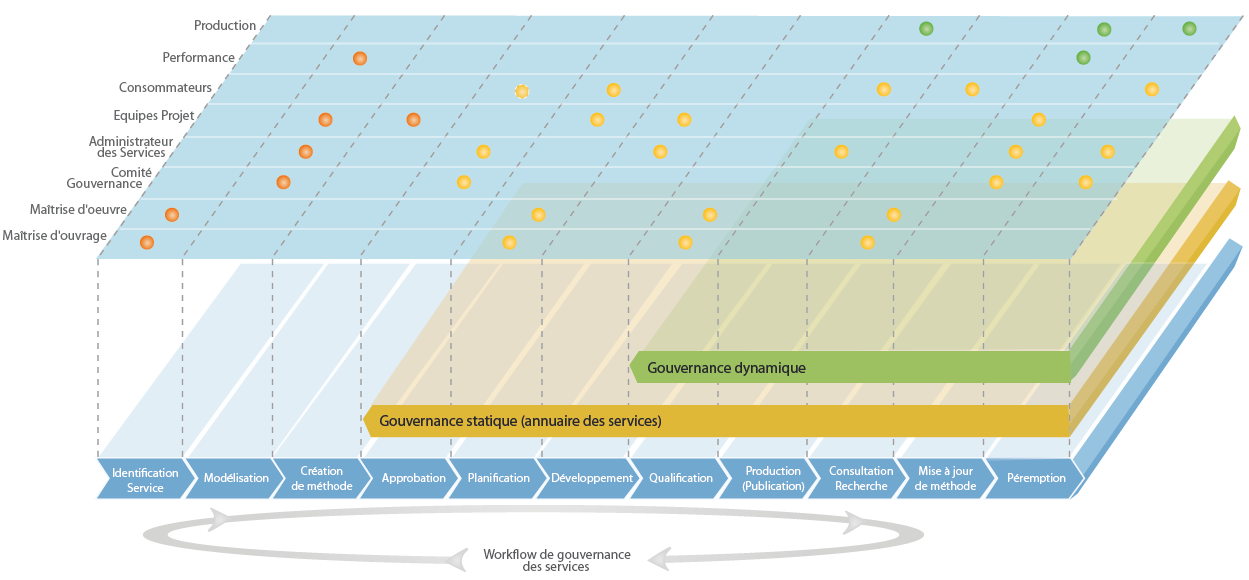 Production
Performance
Consommateurs
Equipes Projet
Administrateur
des Services
Comité
Gouvernance
Maîtrise d'oeuvre
Maîtrise d'ouvrage
Gouvernance dynamique
Gouvernance statique (annuaire des services)
Identification
Service
Modélisation
Création
de méthode
Approbation
Planification
Développement
Qualification
Production
(Publication)
Consultation
Recherche
Mise à jour
de méthode
Péremption
Workflow de gouvernance
des services